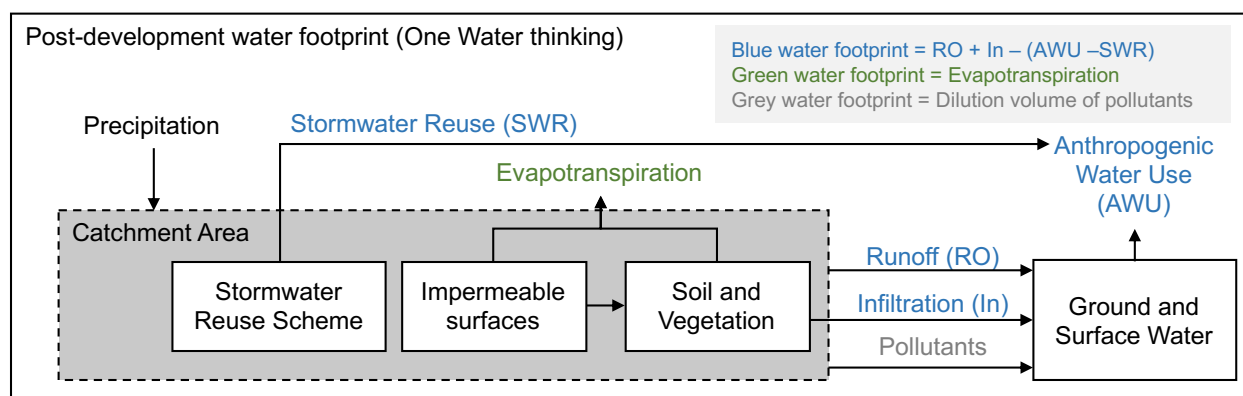 Post-development water footprint (One Water thinking)
Blue water footprint = RO + In – (AWU –SWR)
Green water footprint = Evapotranspiration
Grey water footprint = Dilution volume of pollutants
Precipitation
Stormwater Reuse (SWR)
Anthropogenic
Water Use
(AWU)
Evapotranspiration
Catchment Area
Stormwater
Reuse Scheme
Impermeable
surfaces
Soil and
Vegetation
Runoff (RO)
Infiltration (In)
Pollutants
Ground and
Surface Water